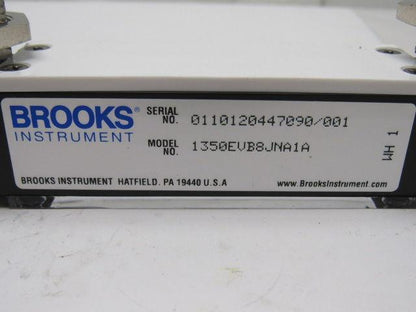 BROOKS®
INSTRUMENT
SERIAL NO. 0110120447090/001
MODEL NO. 1350EVB8JNA1A
WH 1
BROOKS INSTRUMENT HATFIELD, PA 19440 U.S.A
www.BrooksInstrument.com